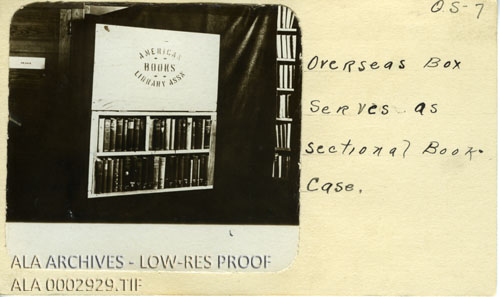 O.S-7
AMERICAN
BOOKS
LIBRARY ASSN
Overseas Box
Serves as
sectional Book-
Case.
ALA ARCHIVES - LOW-RES PROOF
ALA 0002929.TIF